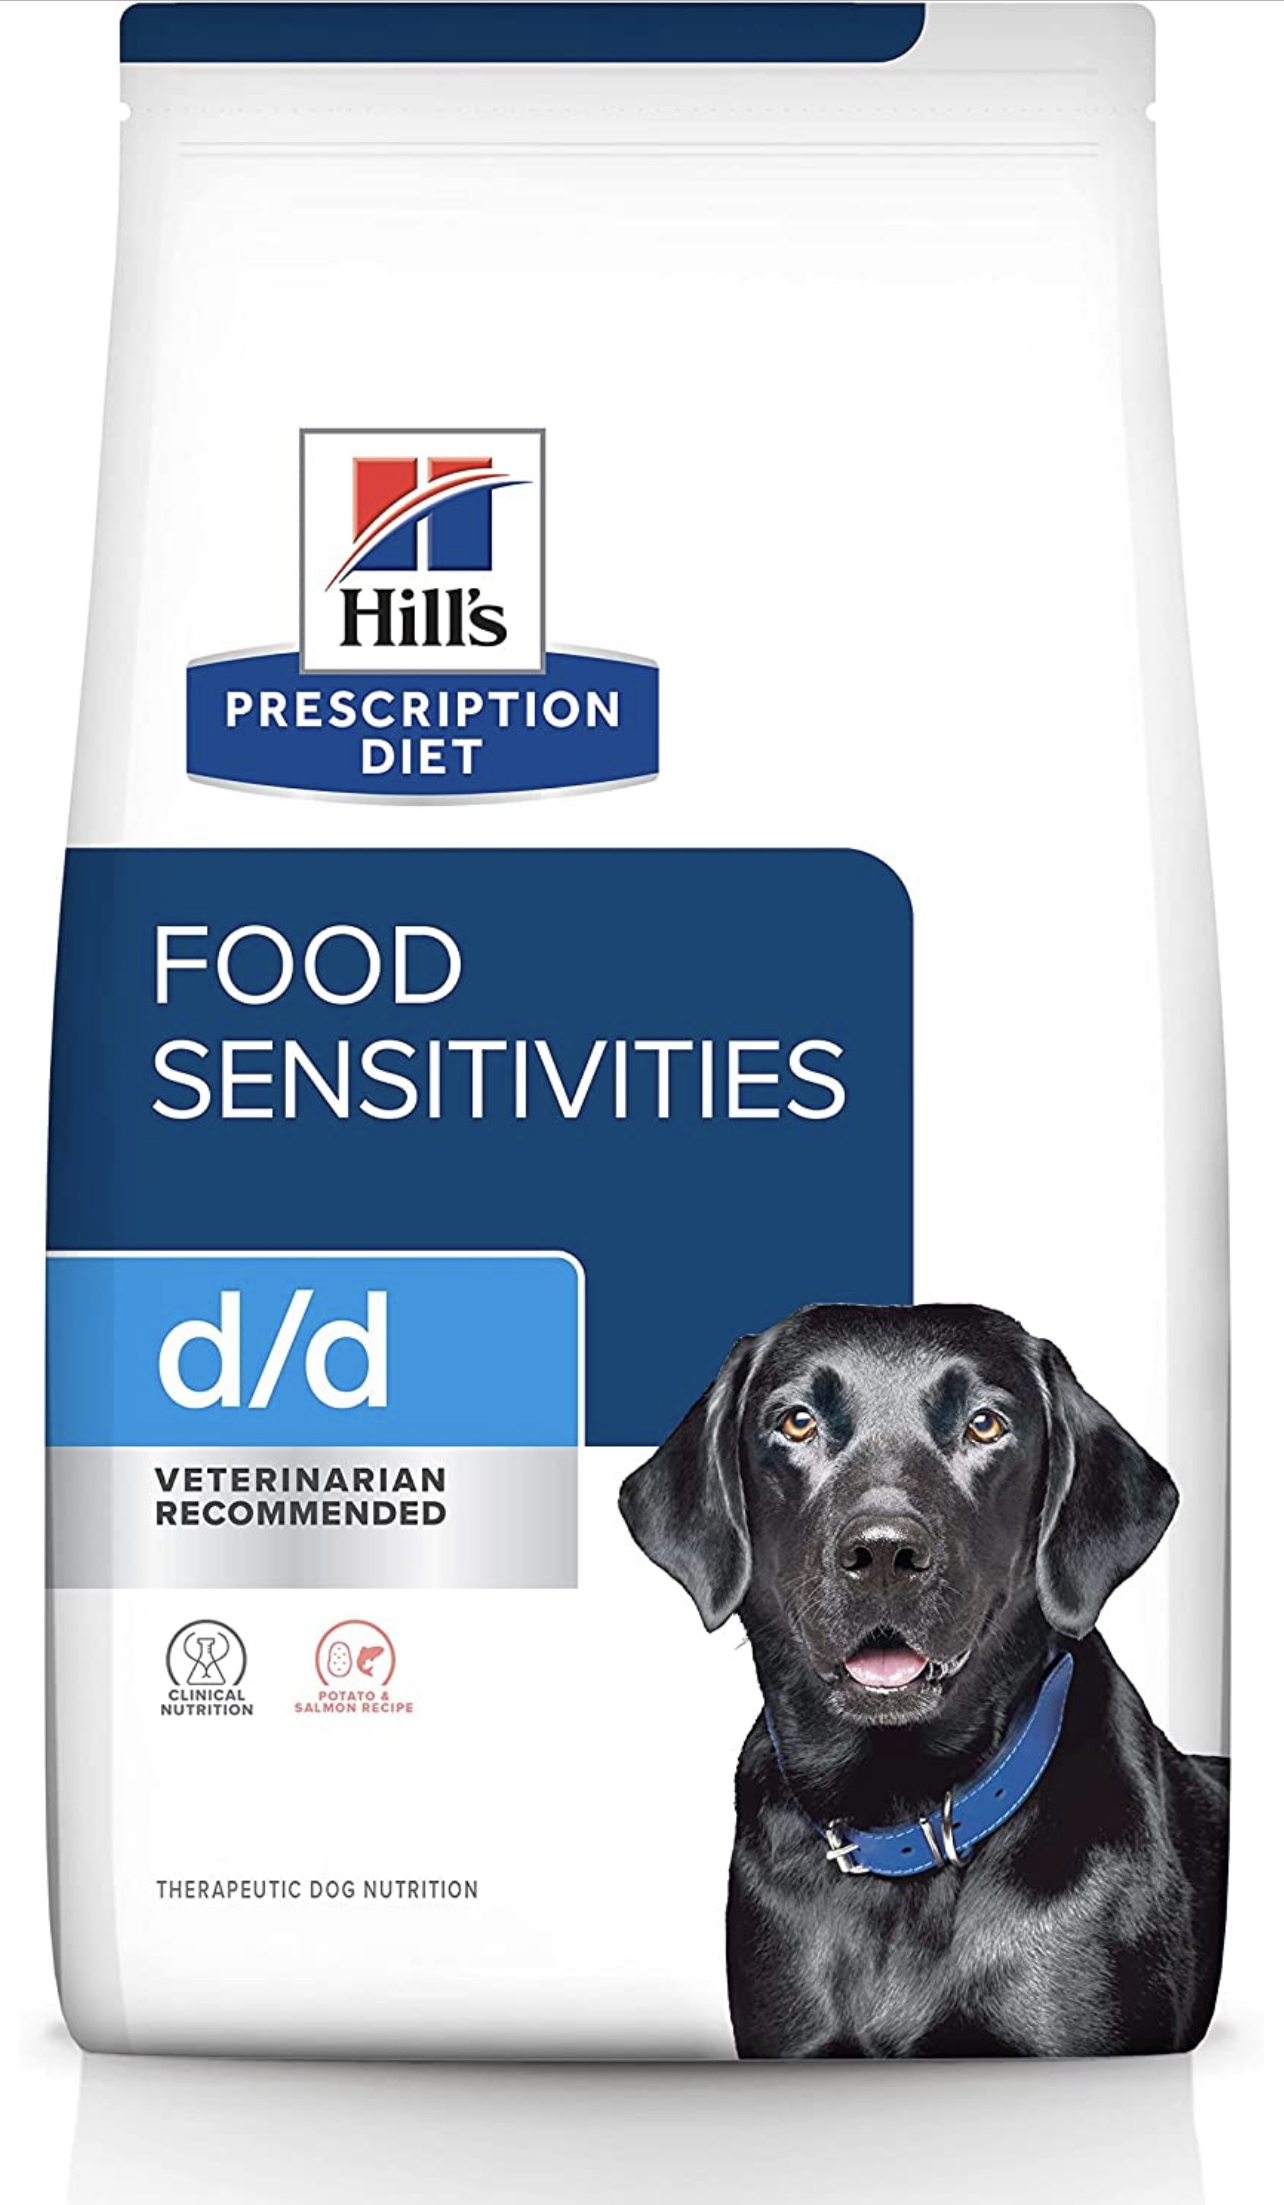 Hill's
PRESCRIPTION
DIET
FOOD
SENSITIVITIES
d/d
VETERINARIAN
RECOMMENDED
CLINICAL
NUTRITION
POTATO &
SALMON RECIPE
THERAPEUTIC DOG NUTRITION